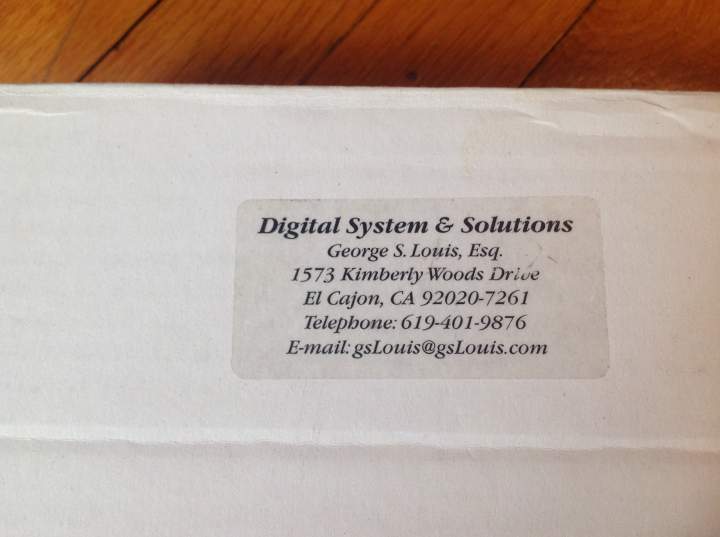 Digital System & Solutions
George S. Louis, Esq.
1573 Kimberly Woods Drive
El Cajon, CA 92020-7261
Telephone: 619-401-9876
E-mail: gsLouis@gsLouis.com